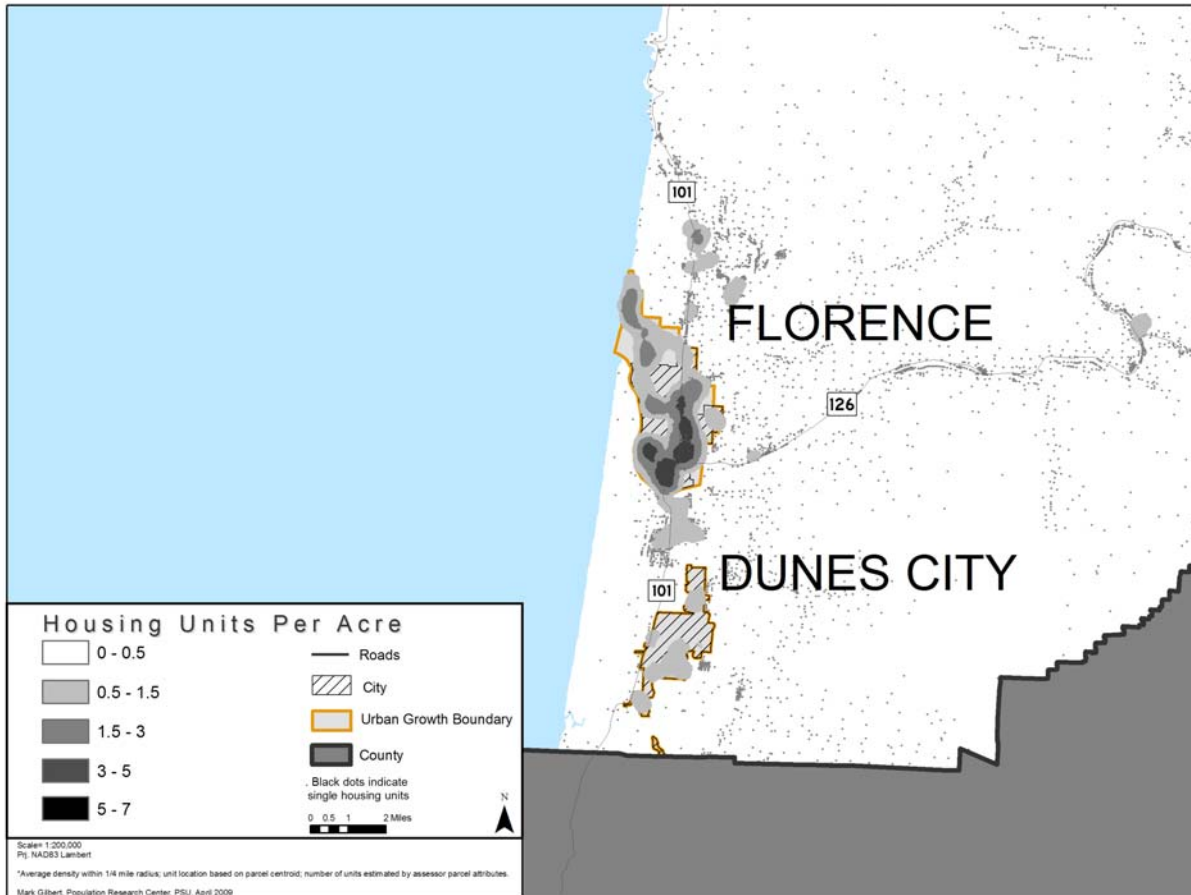 101
FLORENCE
126
DUNES CITY
101
Housing Units Per Acre
0 - 0.5
0.5 - 1.5
1.5 - 3
3 - 5
5 - 7
Roads
City
Urban Growth Boundary
County
. Black dots indicate
single housing units
N
0 0.5 1 2 Miles
Scale= 1:200,000
Prj. NAD83 Lambert
*Average density within 1/4 mile radius; unit location based on parcel centroid; number of units estimated by assessor parcel attributes.
Mark Gilbert, Population Research Center, PSU, April 2009